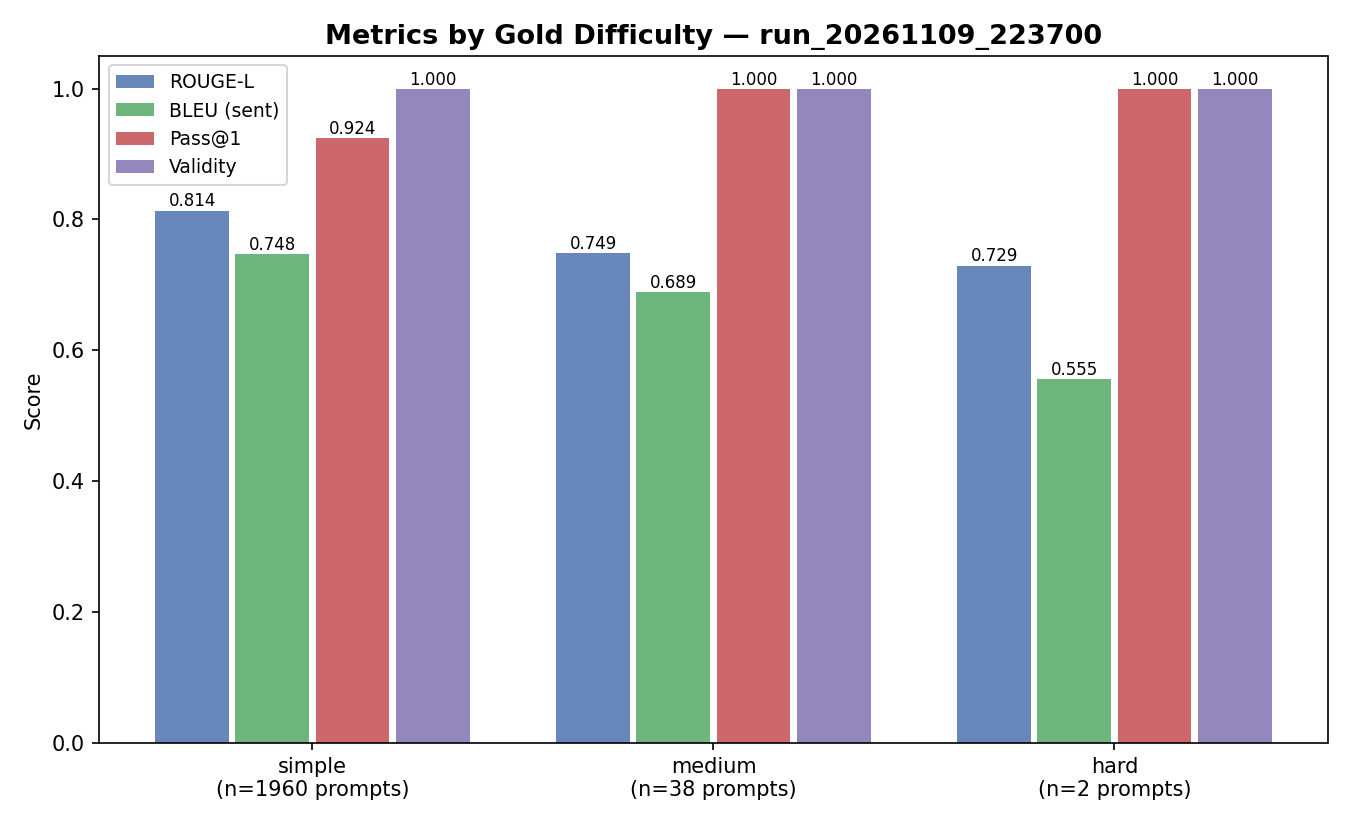 Metrics by Gold Difficulty — run_20261109_223700
ROUGE-L
BLEU (sent)
Pass@1
Validity
Score
1.0
0.8
0.6
0.4
0.2
0.0
0.814
0.748
0.924
1.000
0.749
0.689
1.000
1.000
0.729
0.555
1.000
1.000
simple
(n=1960 prompts)
medium
(n=38 prompts)
hard
(n=2 prompts)